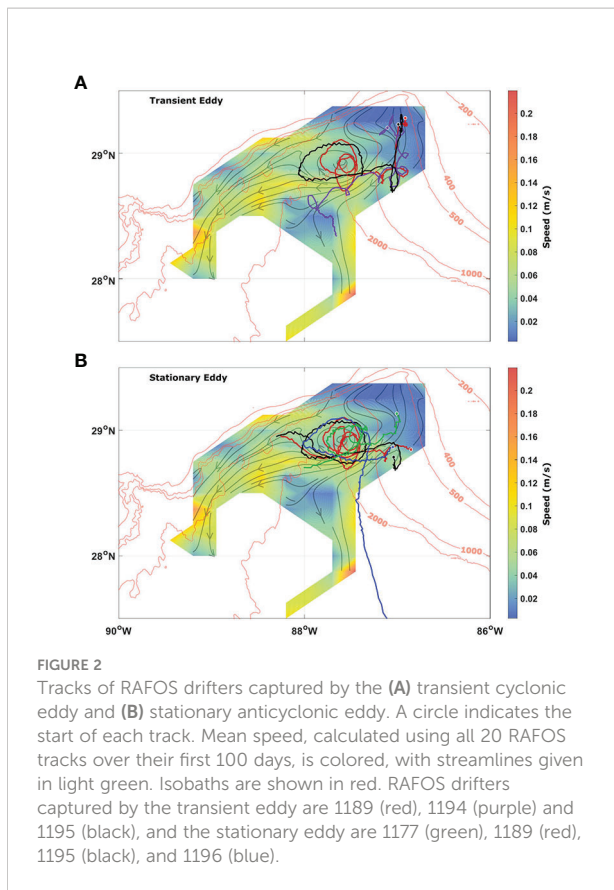 A
Transient Eddy
200
400
500
2000
1000
29°N
28°N
0.2
0.18
0.16
0.14
0.12
0.1
0.08
0.06
0.04
0.02
Speed (m/s)
B
Stationary Eddy
200
400
500
2000
1000
29°N
28°N
90°W
88°W
86°W
0.2
0.18
0.16
0.14
0.12
0.1
0.08
0.06
0.04
0.02
Speed (m/s)
FIGURE 2
Tracks of RAFOS drifters captured by the (A) transient cyclonic
eddy and (B) stationary anticyclonic eddy. A circle indicates the
start of each track. Mean speed, calculated using all 20 RAFOS
tracks over their first 100 days, is colored, with streamlines given
in light green. Isobaths are shown in red. RAFOS drifters
captured by the transient eddy are 1189 (red), 1194 (purple) and
1195 (black), and the stationary eddy are 1177 (green), 1189 (red),
1195 (black), and 1196 (blue).